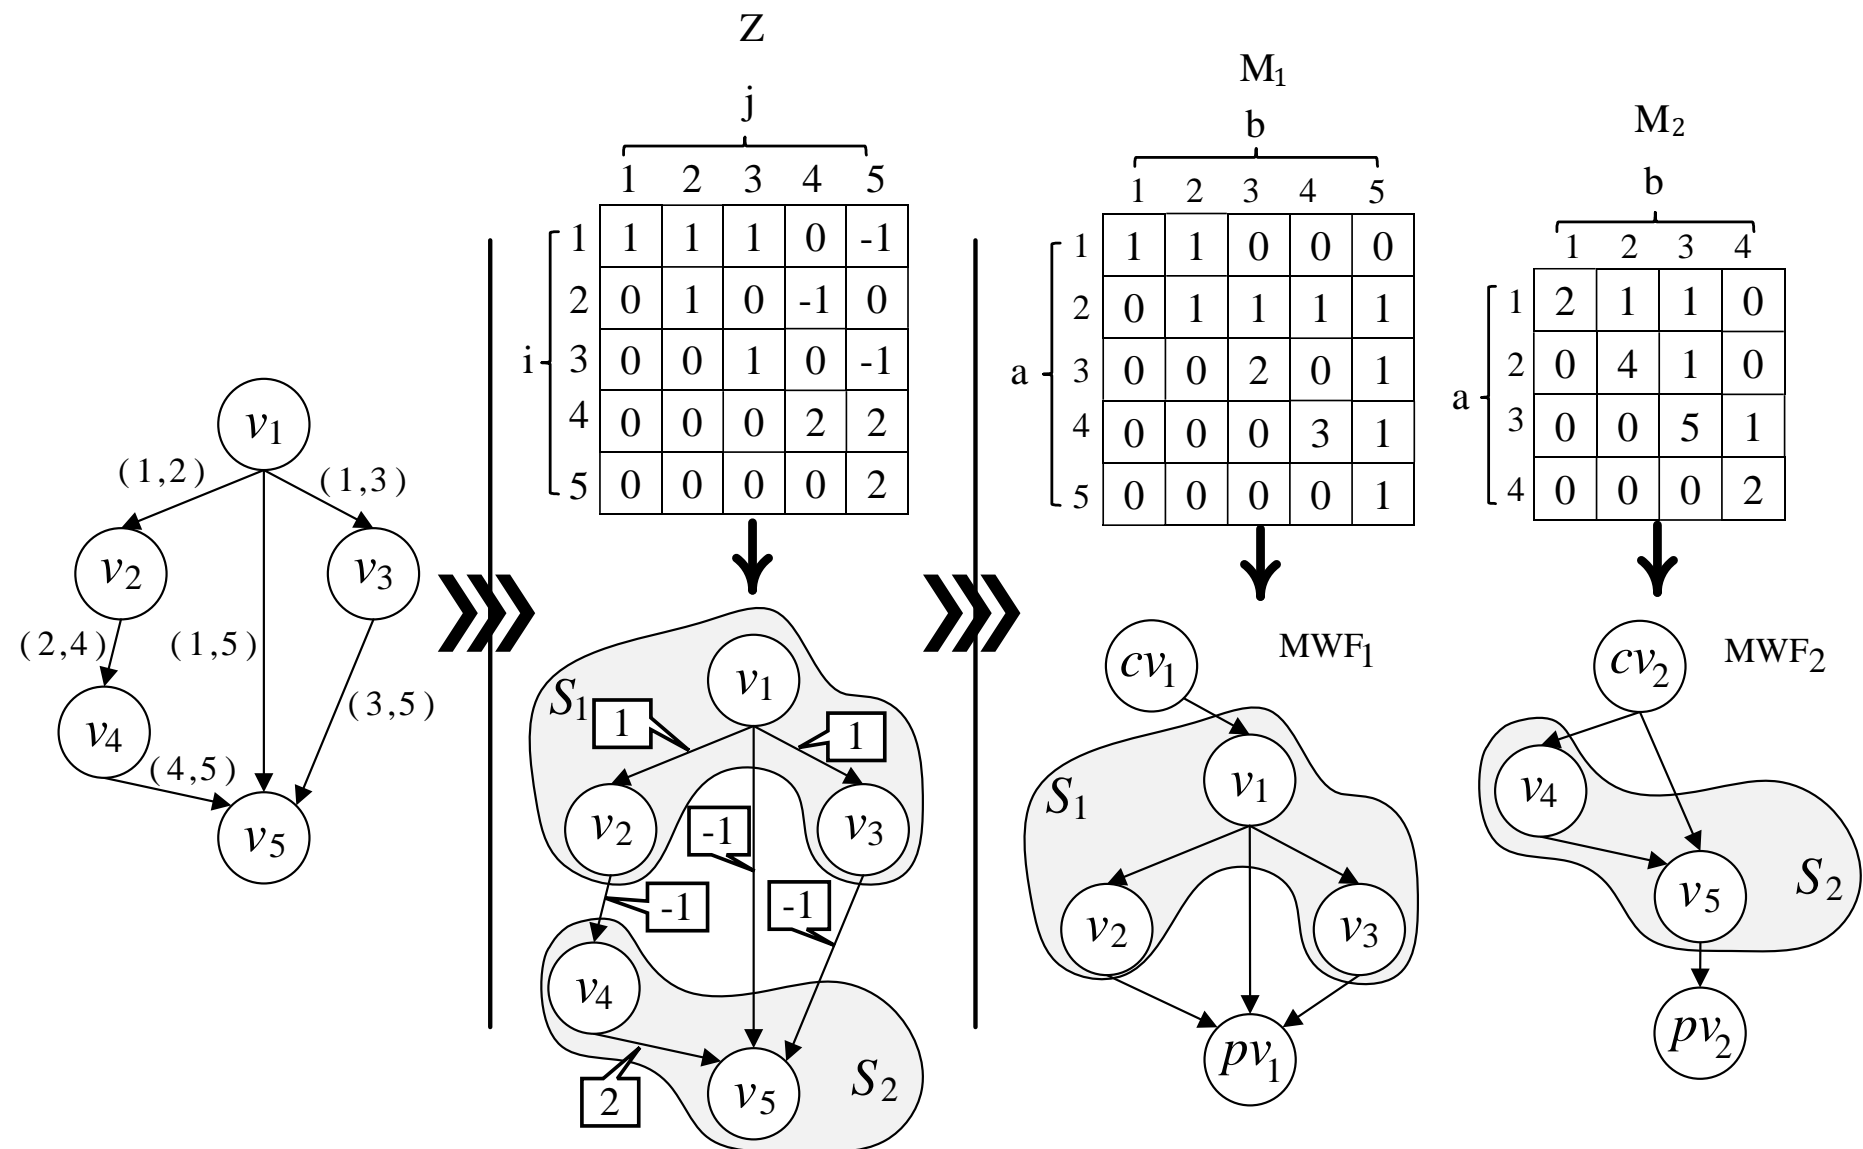 v1
(1,2)
(1,3)
v2
v3
(2,4)
(1,5)
(3,5)
v4
(4,5)
v5
Z
j
1 2 3 4 5
i
1 1 1 1 0 -1
2 0 1 0 -1 0
3 0 0 1 0 -1
4 0 0 0 2 2
5 0 0 0 0 2
S1
v1
1
1
v2
-1
v3
-1
-1
v4
2
v5
S2
M1
b
1 2 3 4 5
a
1 1 1 0 0 0
2 0 1 1 1 1
3 0 0 2 0 1
4 0 0 0 3 1
5 0 0 0 0 1
cv1
MWF1
S1
v1
v2
v3
pv1
M2
b
1 2 3 4
a
1 2 1 1 0
2 0 4 1 0
3 0 0 5 1
4 0 0 0 2
cv2
MWF2
v4
v5
S2
pv2